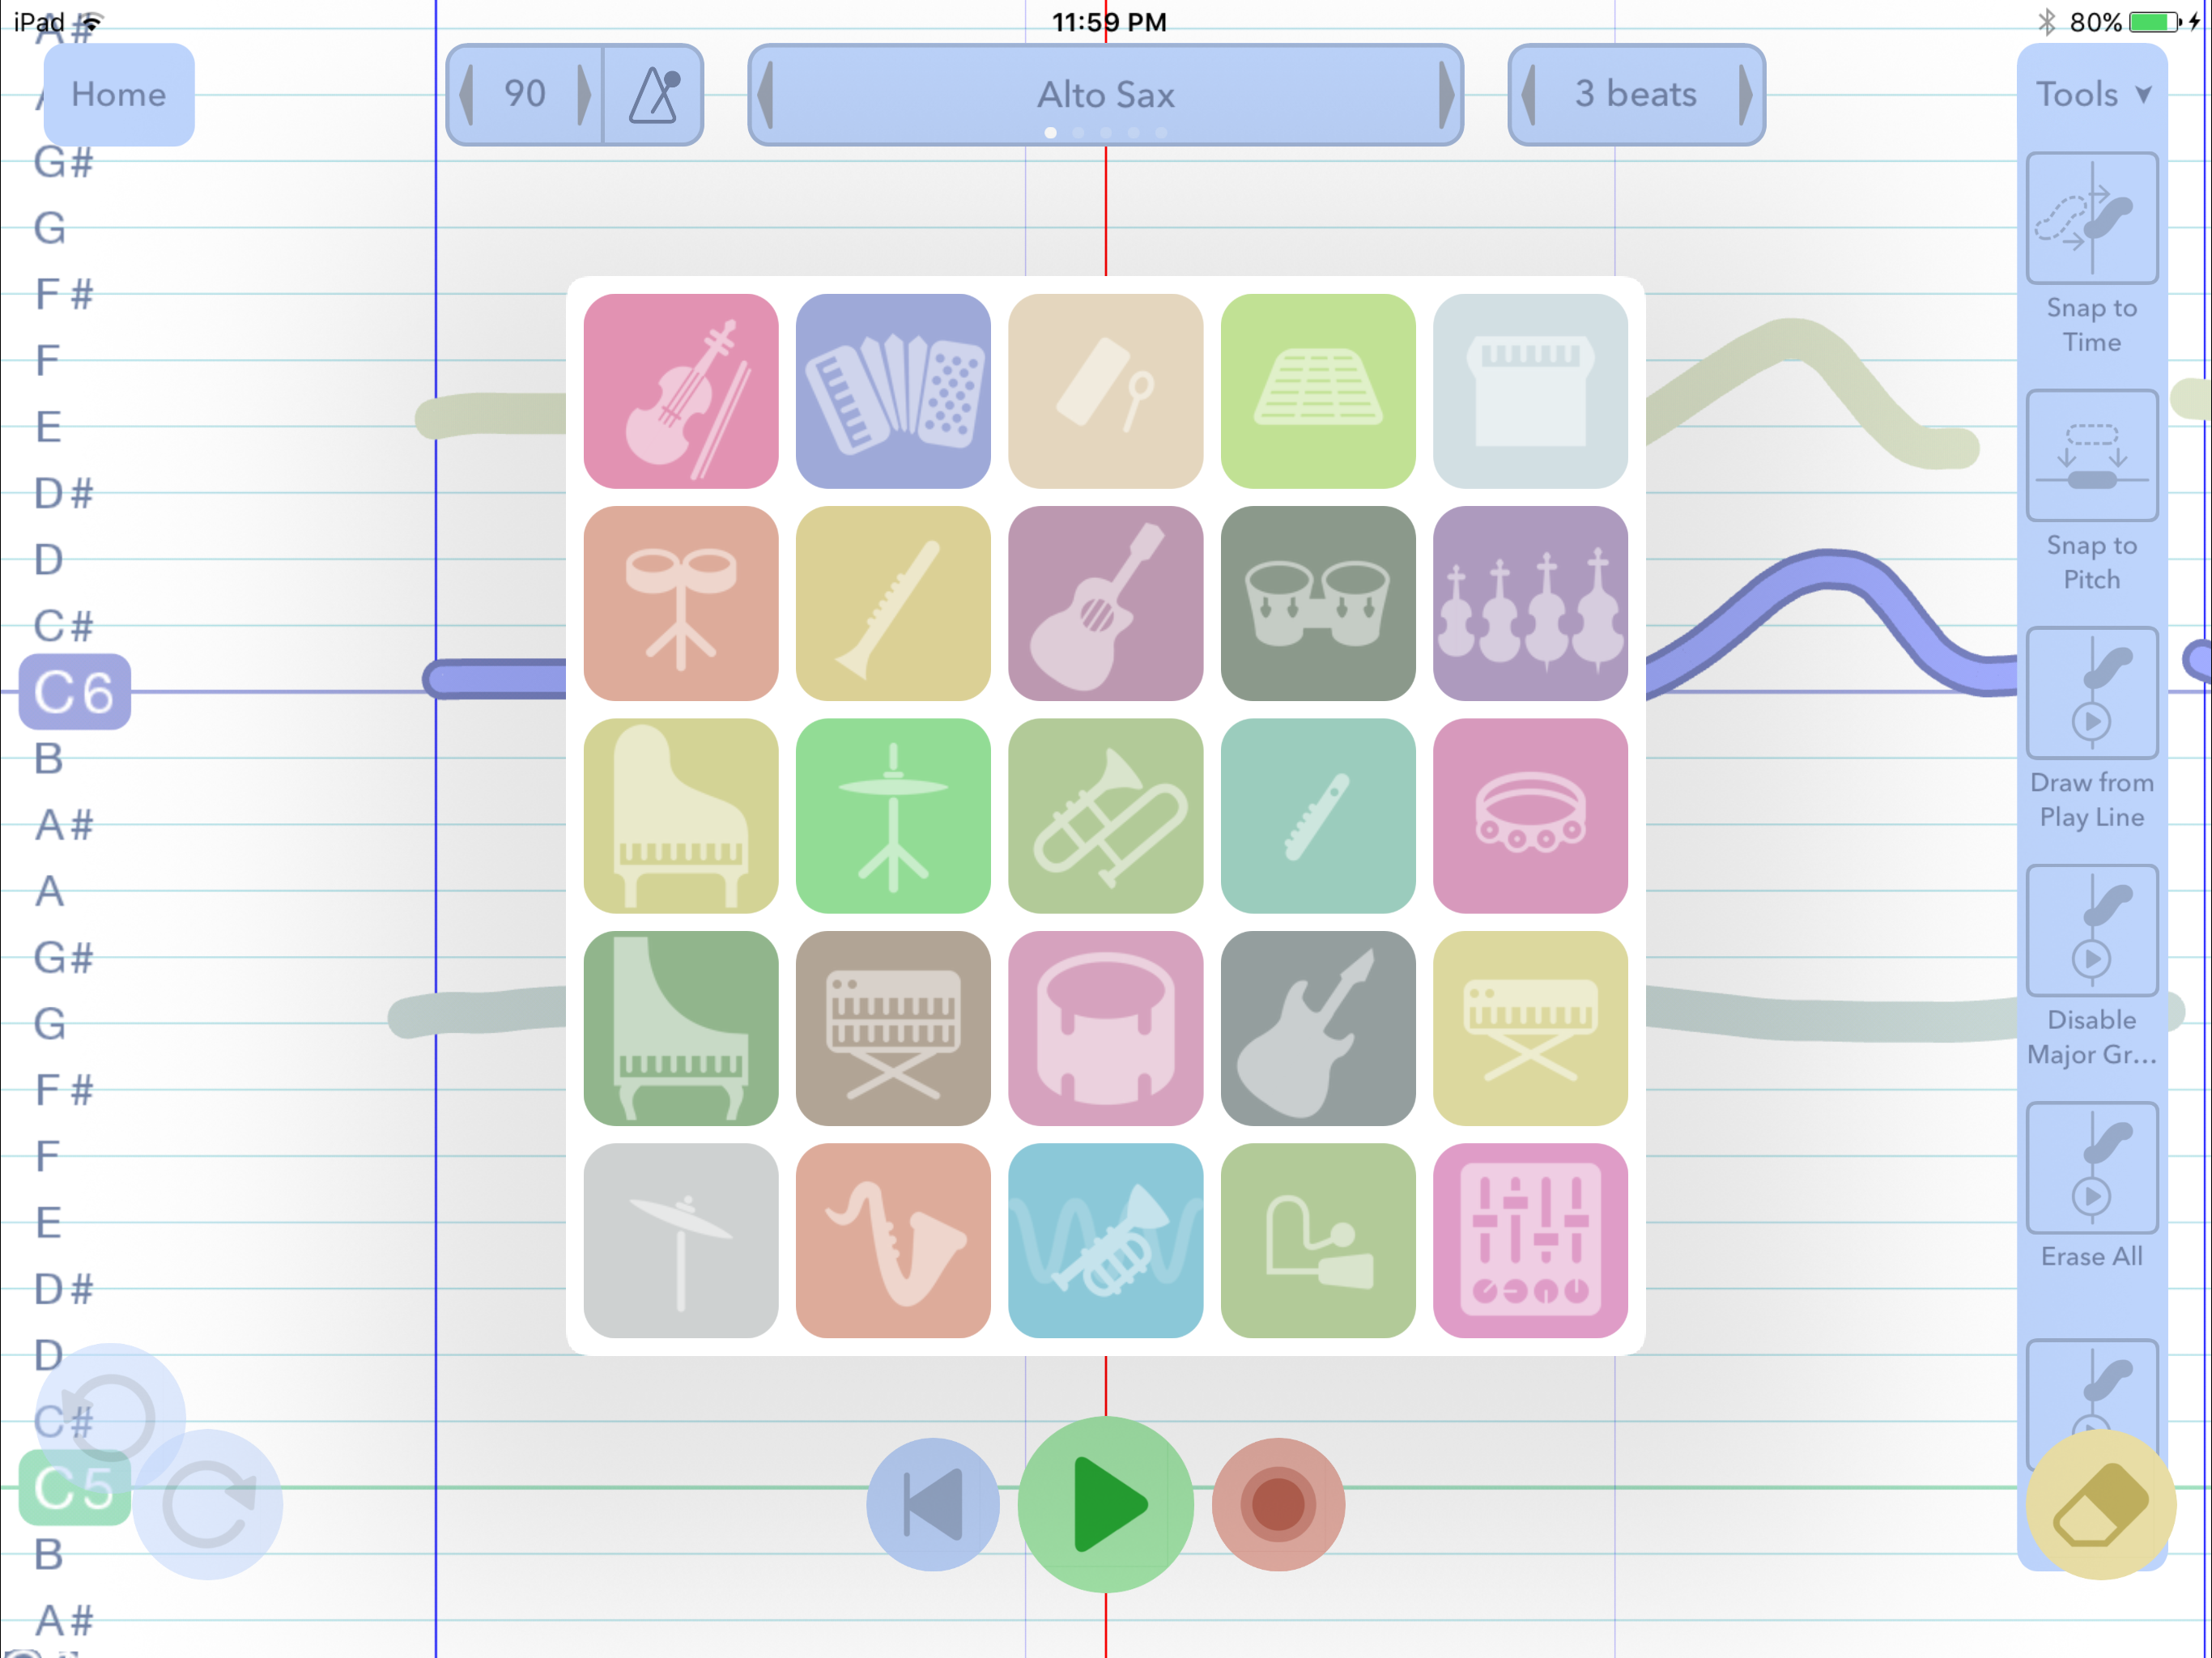 iPad
11:59 PM
80%
A#
Home
90
Alto Sax
3 beats
Tools
G#
G
F#
F
E
D#
D
C#
C6
B
A#
A
G#
G
F#
F
E
D#
D
C#
C5
B
A#
Snap to
Time
Snap to
Pitch
Draw from
Play Line
Disable
Major Gr...
Erase All